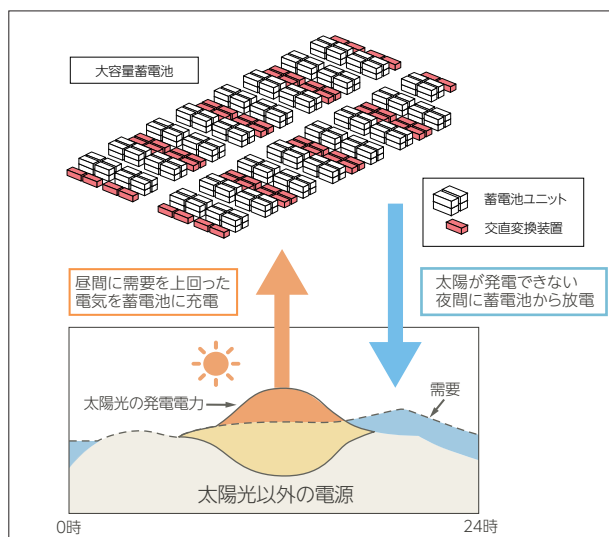 大容量蓄電池
蓄電池ユニット
交直変換装置
昼間に需要を上回った
電気を蓄電池に充電
太陽が発電できない
夜間に蓄電池から放電
太陽光の発電電力
需要
太陽光以外の電源
0時
24時